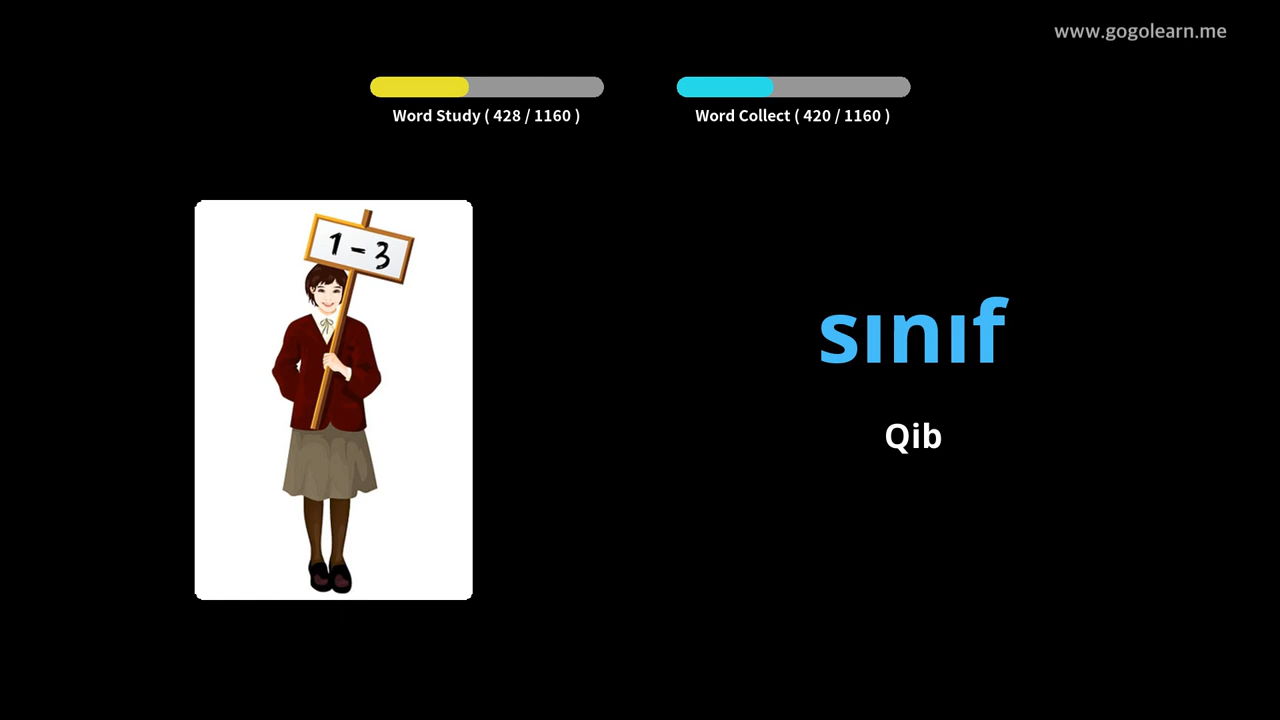 www.gogolearn.me
Word Study ( 428 / 1160 )
Word Collect ( 420 / 1160 )
1 - 3
sınıf
Qib